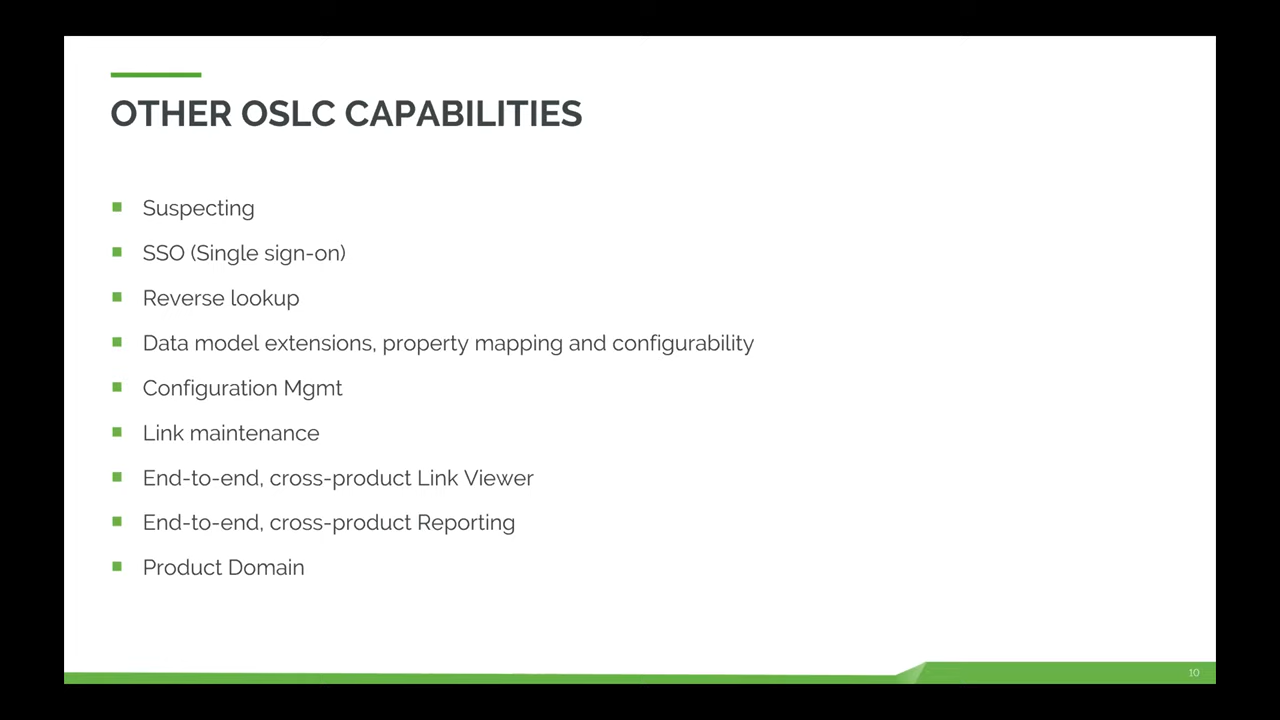 OTHER OSLC CAPABILITIES
Suspecting
SSO (Single sign-on)
Reverse lookup
Data model extensions, property mapping and configurability
Configuration Mgmt
Link maintenance
End-to-end, cross-product Link Viewer
End-to-end, cross-product Reporting
Product Domain
10